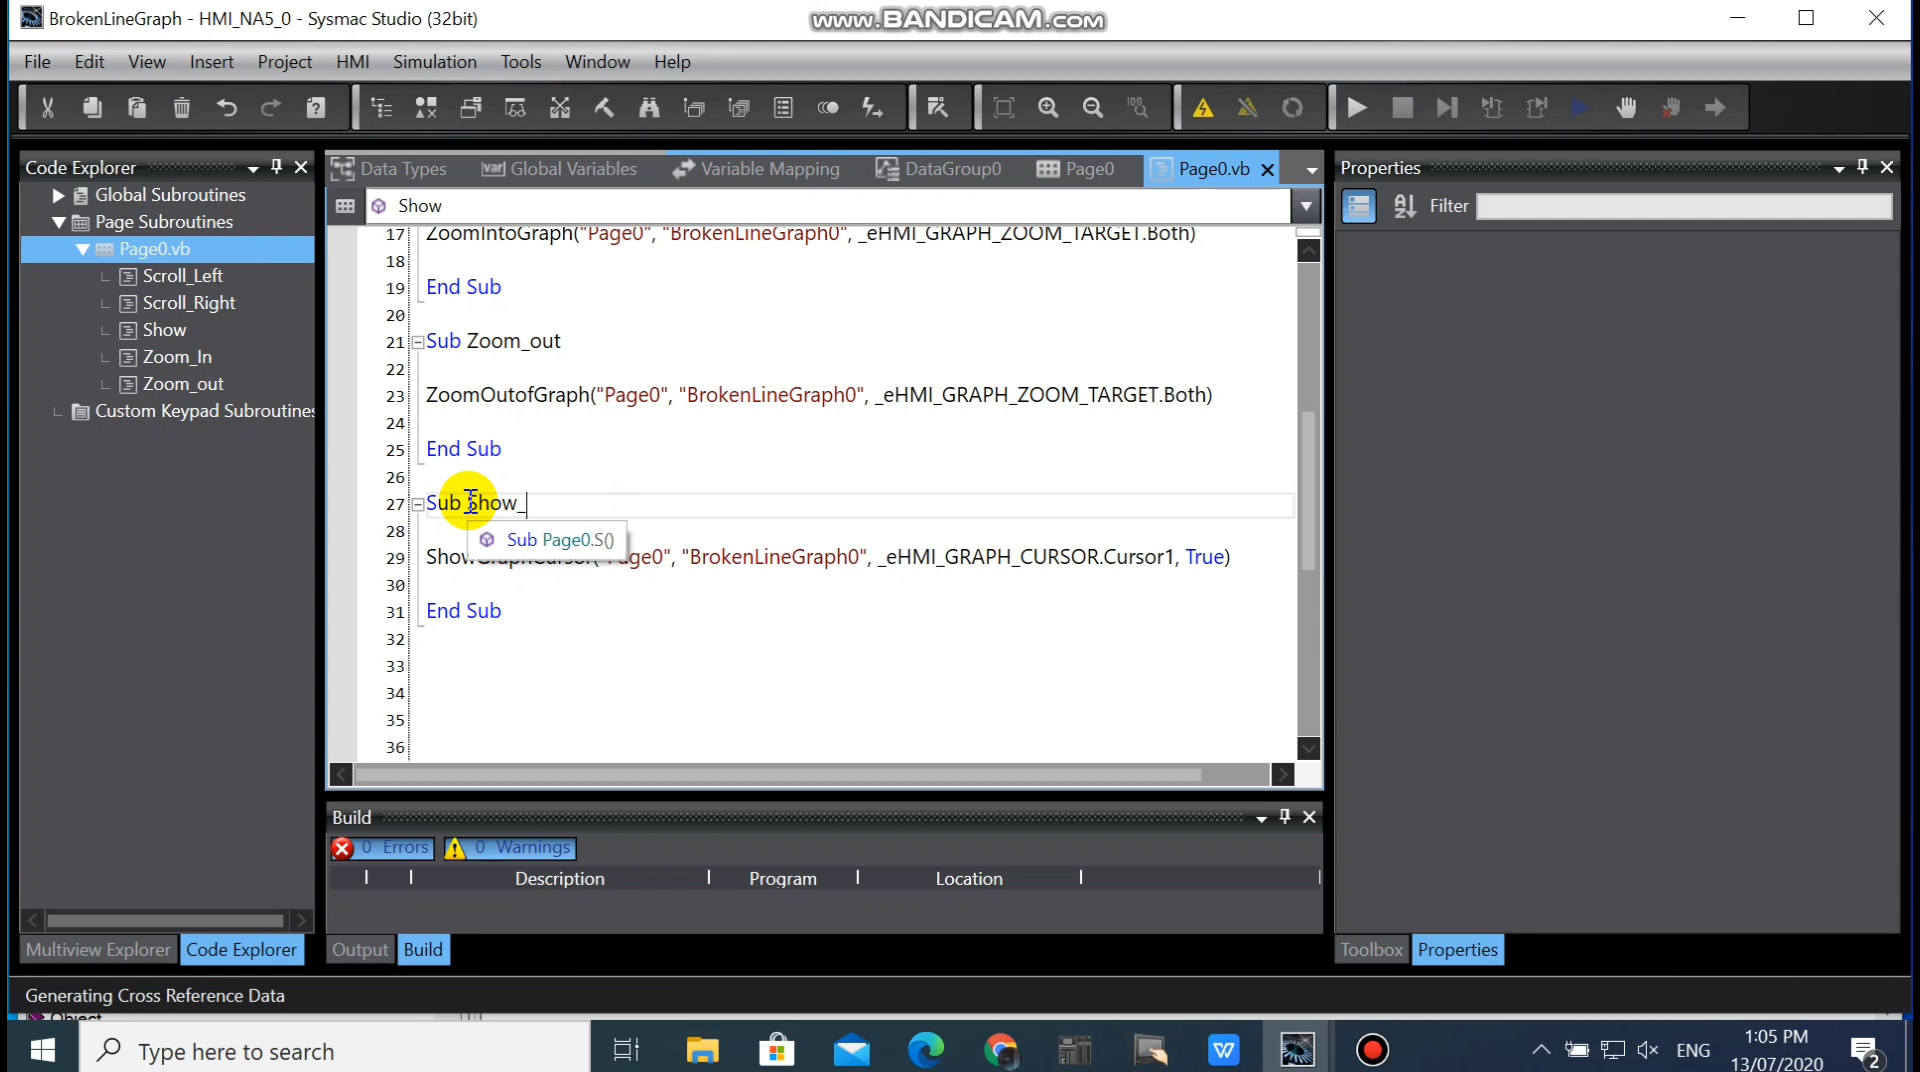 BrokenLineGraph - HMI_NA5_0 - Sysmac Studio (32bit)
www.BANDICAM.com
File Edit View Insert Project HMI Simulation Tools Window Help
Code Explorer
Global Subroutines
Page Subroutines
Page0.vb
Scroll_Left
Scroll_Right
Show
Zoom_In
Zoom_out
Custom Keypad Subroutines
Multiview Explorer Code Explorer
Data Types Global Variables Variable Mapping DataGroup0 Page0 Page0.vb
Show
17 ZoomIntoGraph("Page0", "BrokenLineGraph0", _eHMI_GRAPH_ZOOM_TARGET.Both)
18
19 End Sub
20
21 Sub Zoom_out
22
23 ZoomOutofGraph("Page0", "BrokenLineGraph0", _eHMI_GRAPH_ZOOM_TARGET.Both)
24
25 End Sub
26
27 Sub Show_
28
Sub Page0.S()
29 ShowGraphCursor("Page0", "BrokenLineGraph0", _eHMI_GRAPH_CURSOR.Cursor1, True)
30
31 End Sub
32
33
34
35
36
Build
0 Errors 0 Warnings
Description Program Location
Output Build
Properties
Filter
Toolbox Properties
Generating Cross Reference Data
Object
Type here to search
ENG
1:05 PM
13/07/2020
2